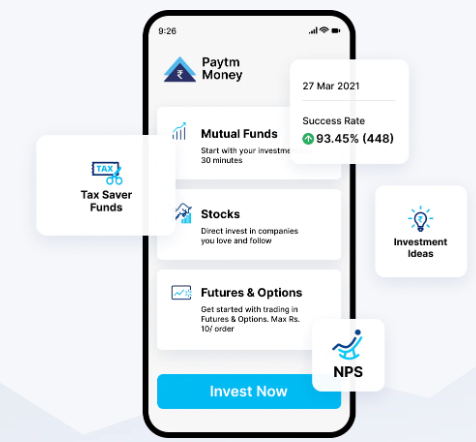 9:26
Paytm
Money
27 Mar 2021
Success Rate
93.45% (448)
Mutual Funds
Start with your
30 minutes
TAX
Tax Saver
Funds
Stocks
Direct invest in companies
you love and follow
Investment
Ideas
Futures & Options
Get started with trading in
Futures & Options. Max Rs.
10/ order
NPS
Invest Now